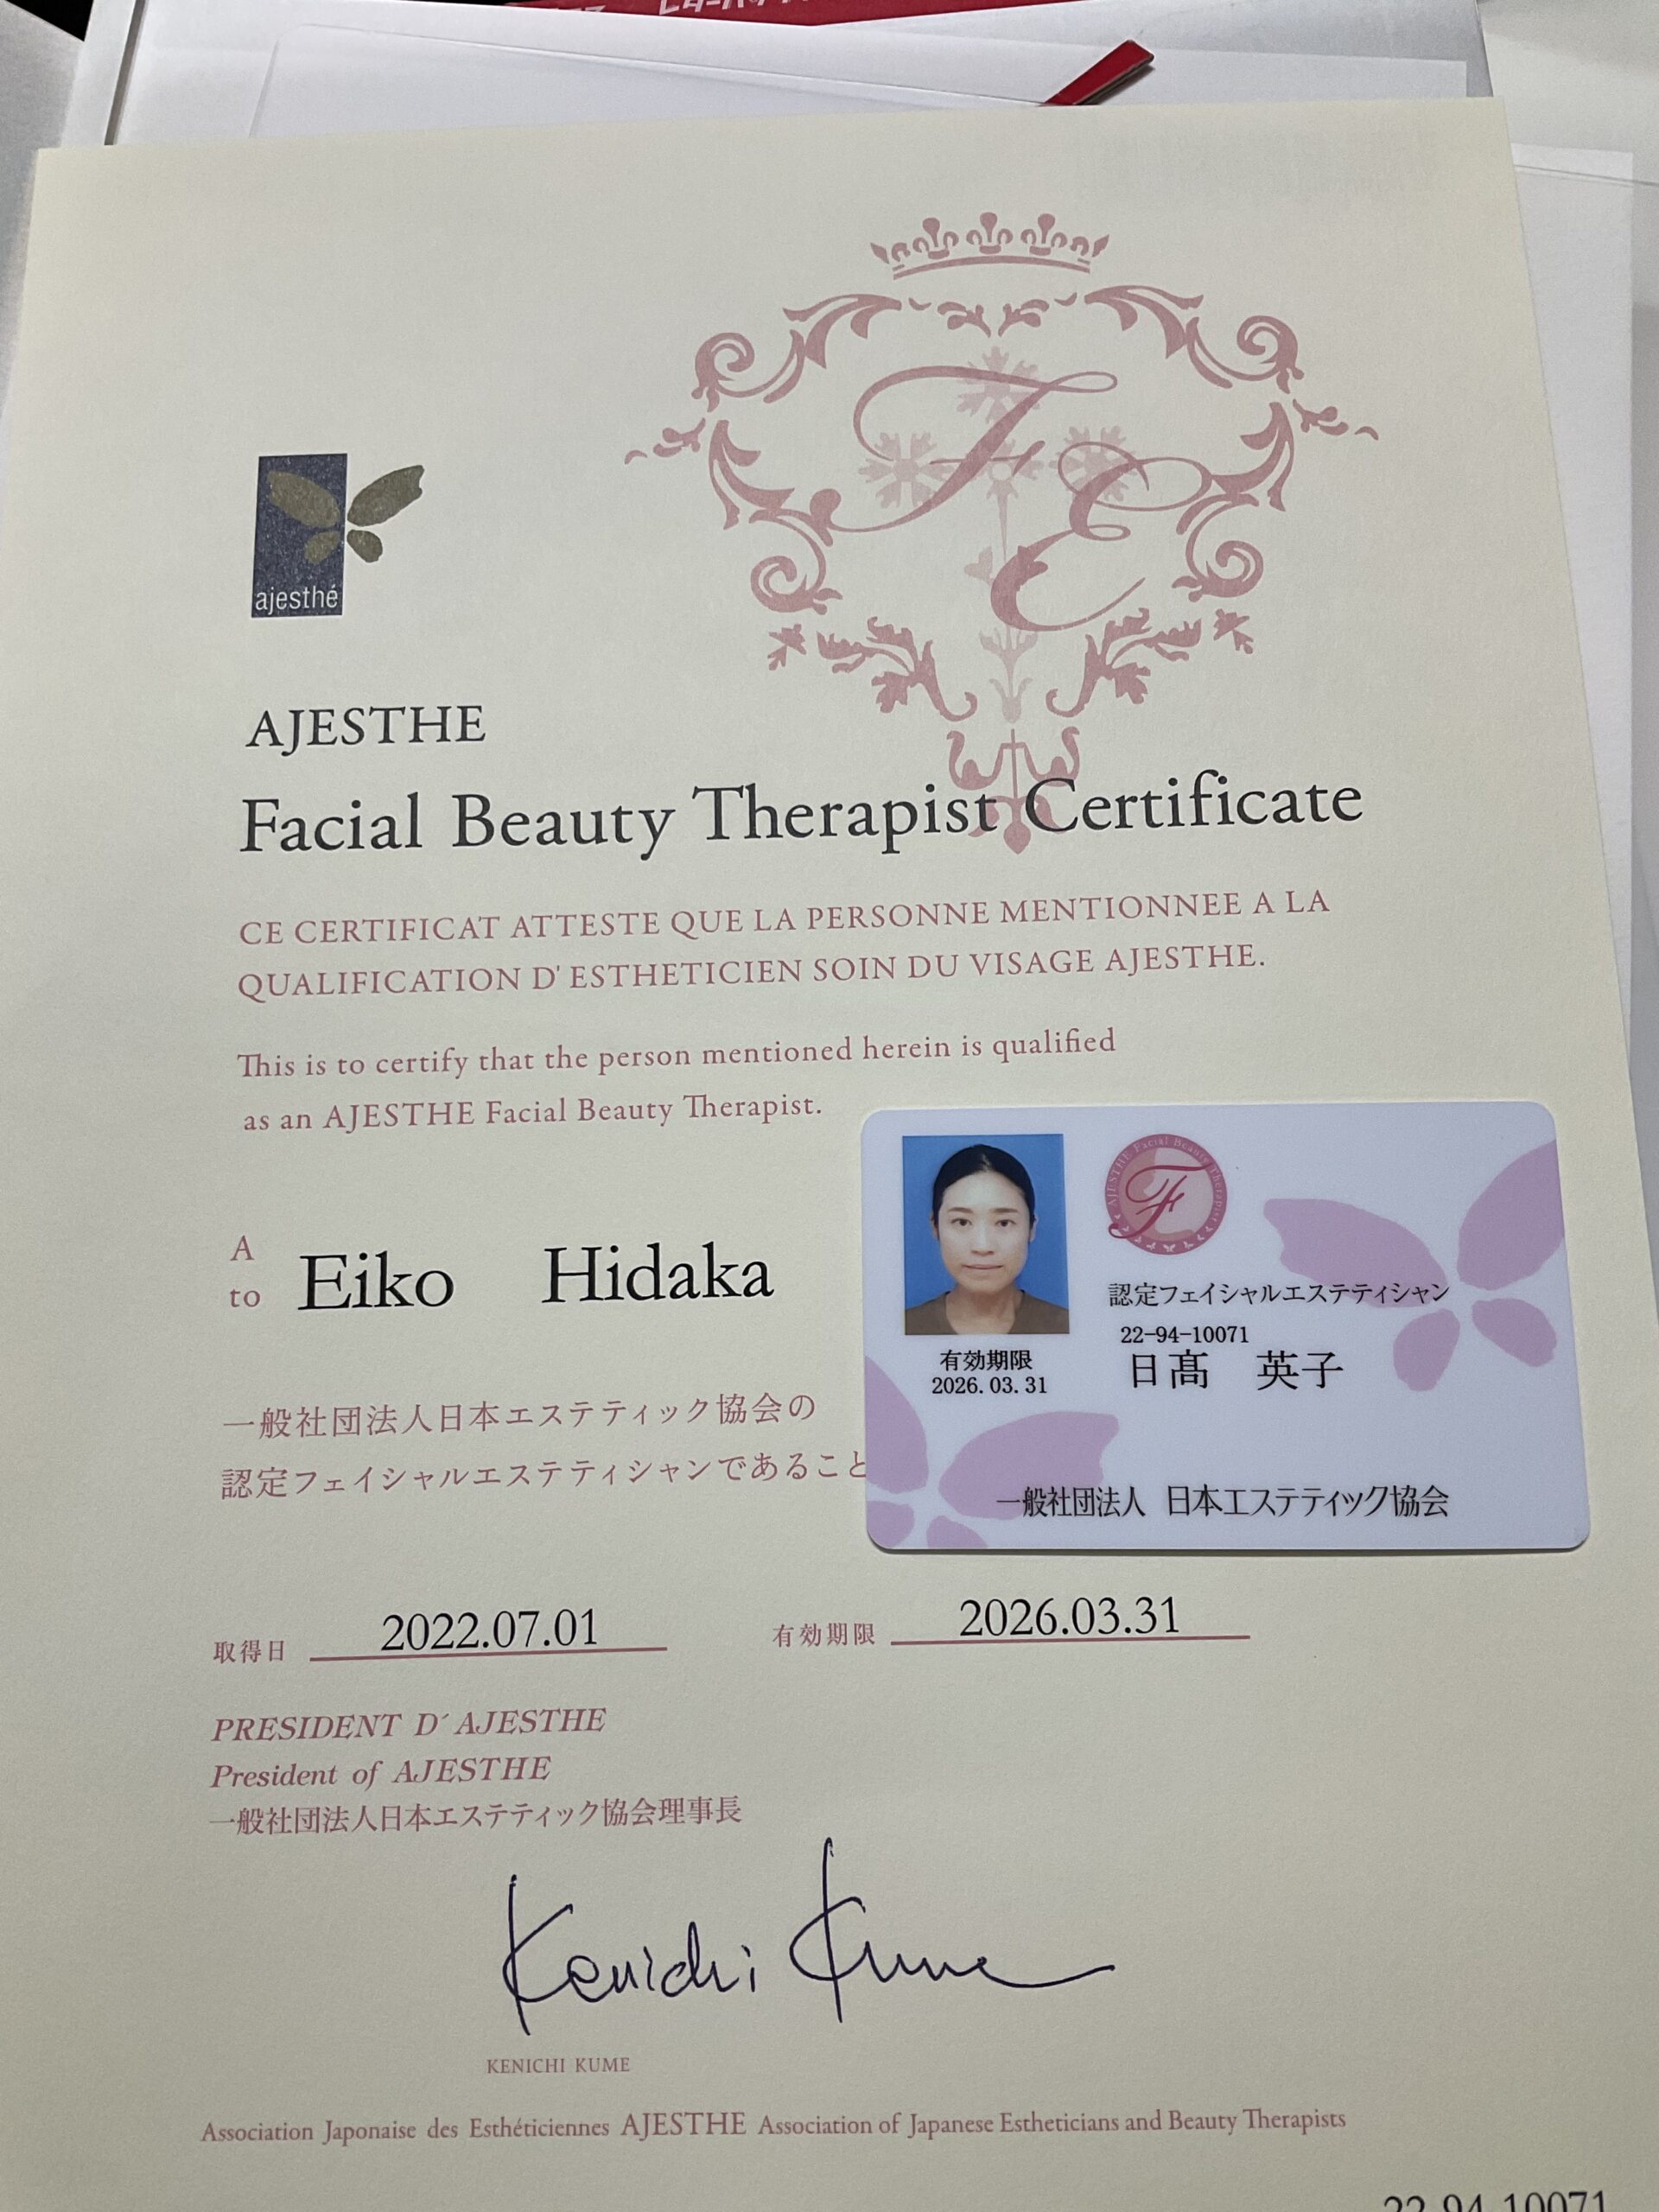 ajesthé
F
E
AJESTHE
Facial Beauty Therapist Certificate
CE CERTIFICAT ATTESTE QUE LA PERSONNE MENTIONNEE A LA
QUALIFICATION D' ESTHETICIEN SOIN DU VISAGE AJESTHE.
This is to certify that the person mentioned herein is qualified
as an AJESTHE Facial Beauty Therapist.
A
to
Eiko Hidaka
一般社団法人日本エステティック協会の
認定フェイシャルエステティシャンであること
AJESTHE Facial Beauty Therapist
F
認定フェイシャルエステティシャン
22-94-10071
日髙 英子
有効期限
2026.03.31
一般社団法人 日本エステティック協会
取得日 2022.07.01 有効期限 2026.03.31
PRESIDENT D´AJESTHE
President of AJESTHE
一般社団法人日本エステティック協会理事長
Kenichi Kume
KENICHI KUME
Association Japonaise des Esthéticiennes AJESTHE Association of Japanese Estheticians and Beauty Therapists
22-94-10071